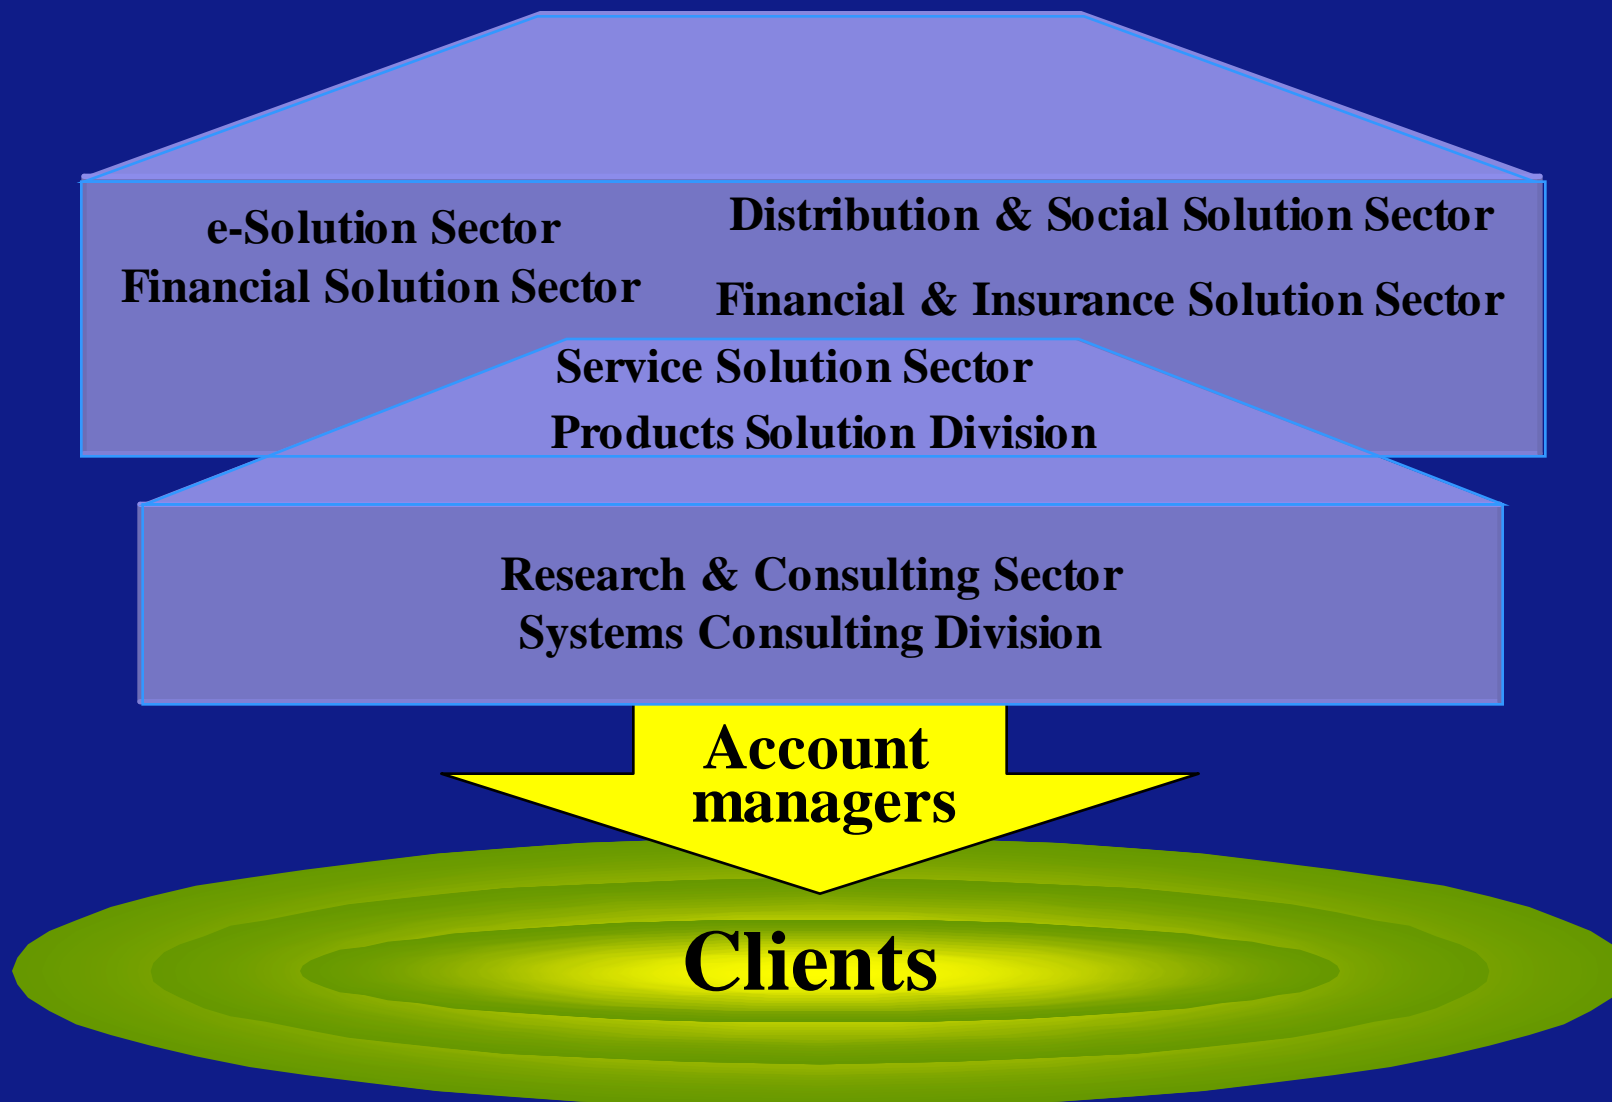 e-Solution Sector
Financial Solution Sector
Distribution & Social Solution Sector
Financial & Insurance Solution Sector
Service Solution Sector
Products Solution Division
Research & Consulting Sector
Systems Consulting Division
Account
managers
Clients